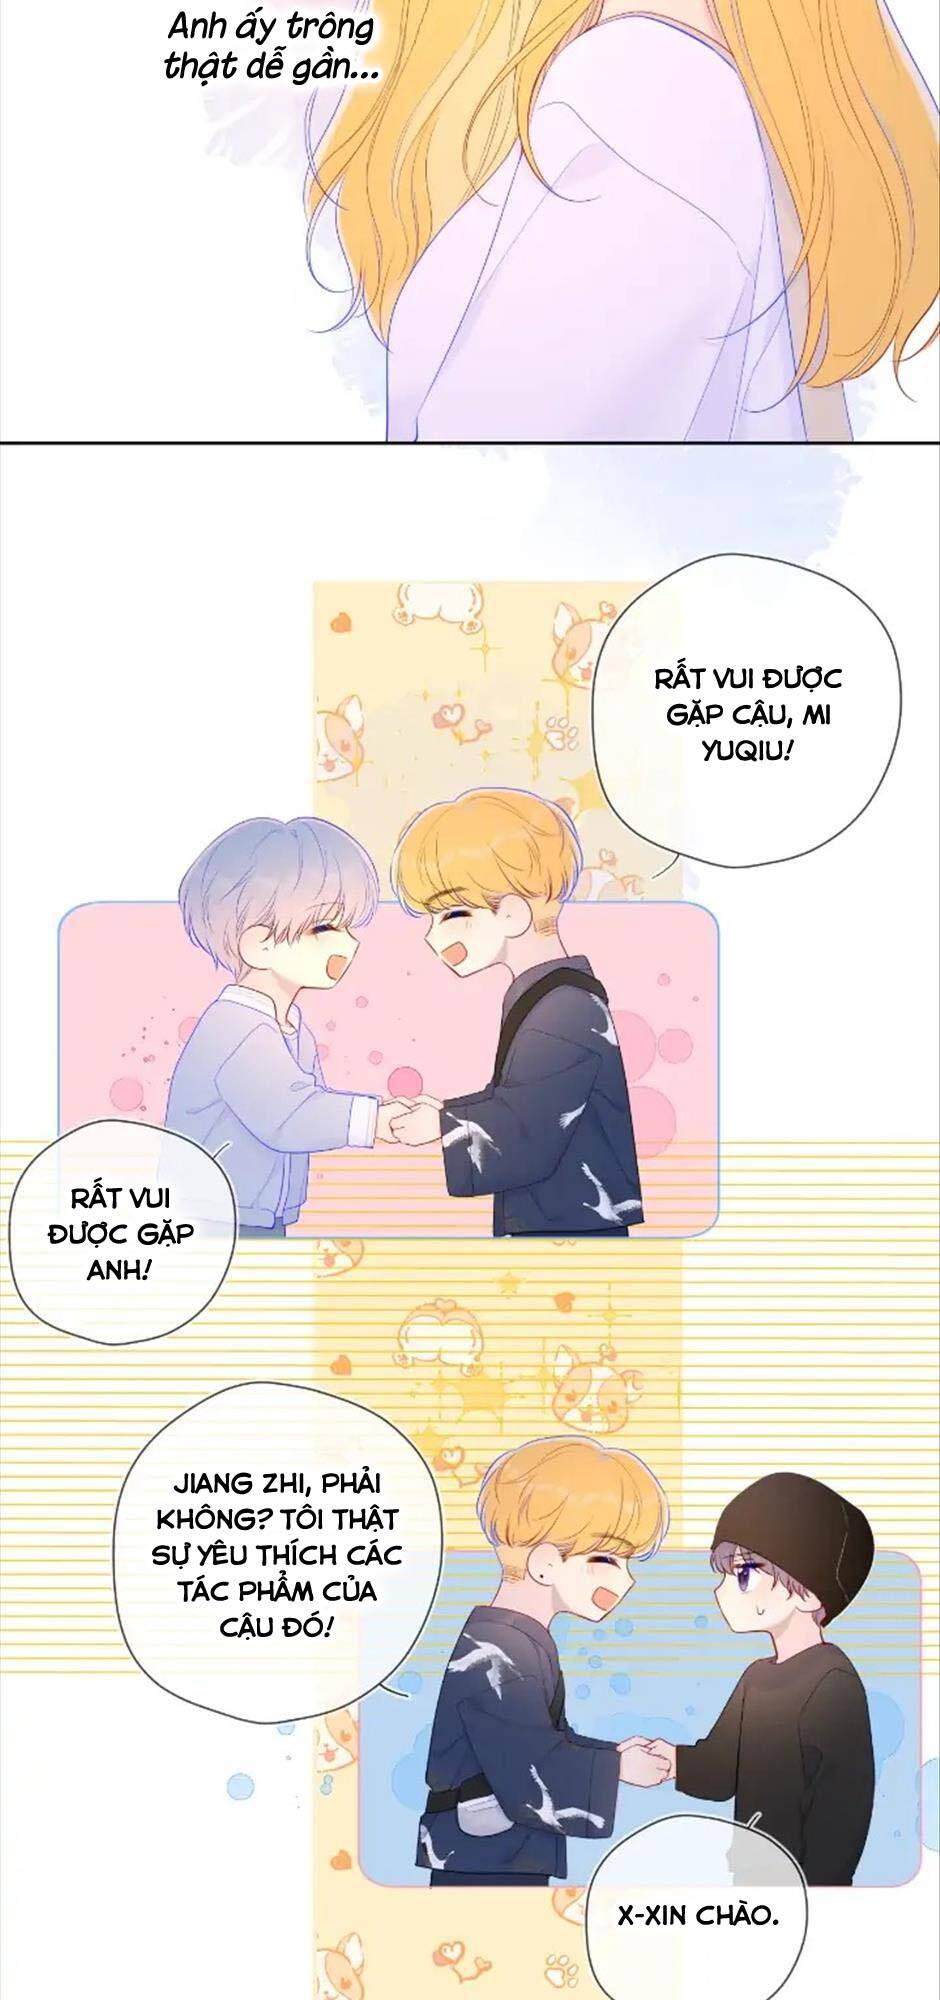 Anh ấy trông
thật dễ gần...
RẤT VUI ĐƯỢC
GẶP CẬU, MI
YUQIU!
RẤT VUI
ĐƯỢC GẶP
ANH!
JIANG ZHI, PHẢI
KHÔNG? TÔI THẬT
SỰ YÊU THÍCH CÁC
TÁC PHẨM CỦA
CẬU ĐÓ!
X-XIN CHÀO.